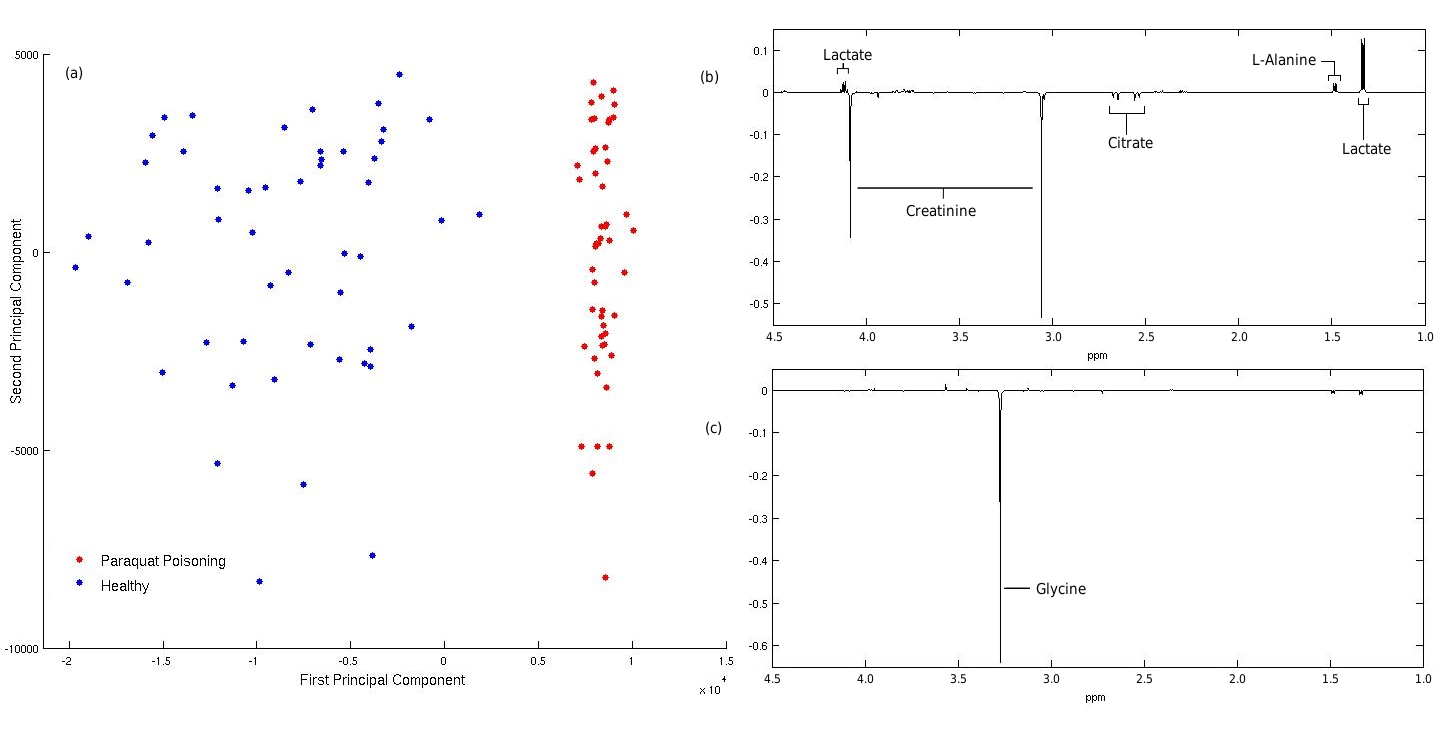 (a)
5000
0
-5000
-10000
Second Principal Component
Paraquat Poisoning
Healthy
-2 -1.5 -1 -0.5 0 0.5 1 1.5
First Principal Component
x 10 4
(b)
0.1
0
-0.1
-0.2
-0.3
-0.4
-0.5
Lactate
L-Alanine
Citrate
Lactate
Creatinine
4.5 4.0 3.5 3.0 2.5 2.0 1.5 1.0
ppm
(c)
0
-0.1
-0.2
-0.3
-0.4
-0.5
-0.6
Glycine
4.5 4.0 3.5 3.0 2.5 2.0 1.5 1.0
ppm